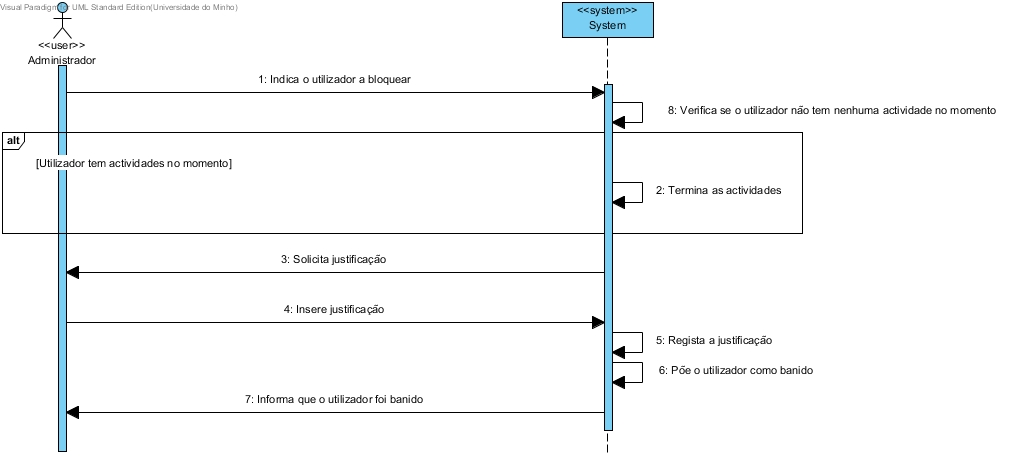 Visual Paradigm for UML Standard Edition(Universidade do Minho)
<<user>>
Administrador
<<system>>
System
1: Indica o utilizador a bloquear
8: Verifica se o utilizador não tem nenhuma actividade no momento
alt
[Utilizador tem actividades no momento]
2: Termina as actividades
3: Solicita justificação
4: Insere justificação
5: Regista a justificação
6: Põe o utilizador como banido
7: Informa que o utilizador foi banido